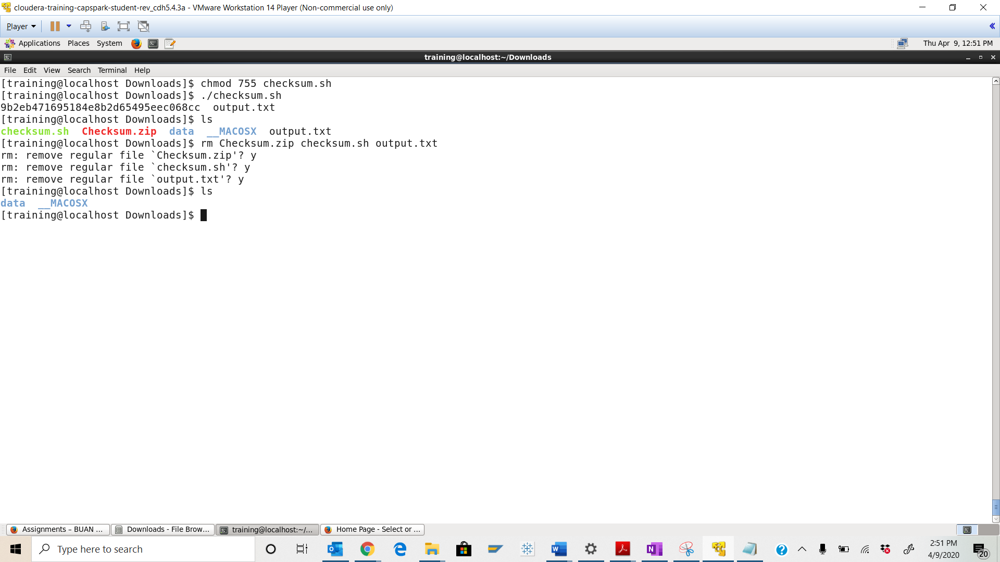 cloudera-training-capspark-student-rev_cdh5.4.3a - VMware Workstation 14 Player (Non-commercial use only)
Player
Applications Places System Thu Apr 9, 12:51 PM
training@localhost:~/Downloads
File Edit View Search Terminal Help
[training@localhost Downloads]$ chmod 755 checksum.sh
[training@localhost Downloads]$ ./checksum.sh
9b2eb471695184e8b2d65495eec068cc  output.txt
[training@localhost Downloads]$ ls
checksum.sh  Checksum.zip  data  __MACOSX  output.txt
[training@localhost Downloads]$ rm Checksum.zip checksum.sh output.txt
rm: remove regular file `Checksum.zip'? y
rm: remove regular file `checksum.sh'? y
rm: remove regular file `output.txt'? y
[training@localhost Downloads]$ ls
data  __MACOSX
[training@localhost Downloads]$
Assignments – BUAN ... Downloads - File Brow... training@localhost:~/... Home Page - Select or ...
Type here to search
2:51 PM
4/9/2020
20